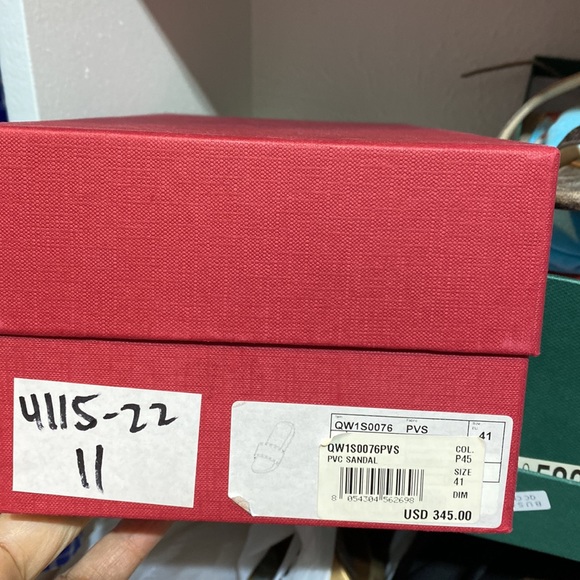 4115-22
11
QW1S0076 PVS
41
QW1S0076PVS
PVC SANDAL
COL.
P45
SIZE
41
DIM
8 054304 562698
USD 345.00